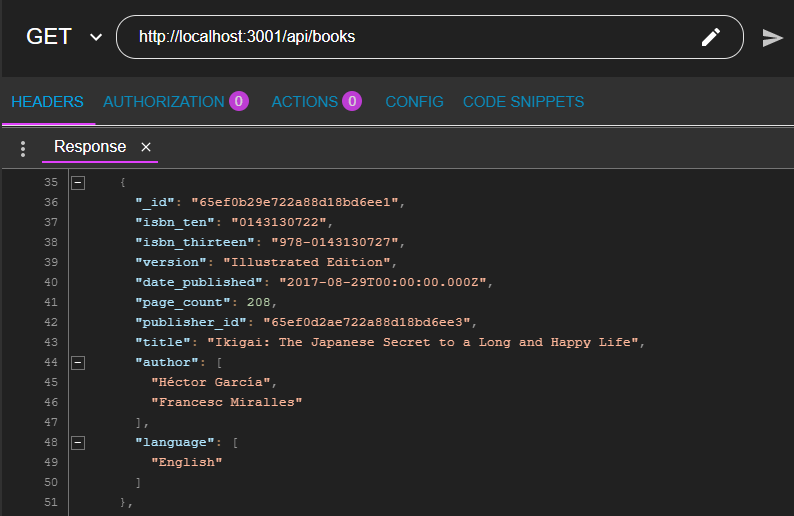 GET http://localhost:3001/api/books
HEADERS AUTHORIZATION 0 ACTIONS 0 CONFIG CODE SNIPPETS
Response ×
35 {
36 "_id": "65ef0b29e722a88d18bd6ee1",
37 "isbn_ten": "0143130722",
38 "isbn_thirteen": "978-0143130727",
39 "version": "Illustrated Edition",
40 "date_published": "2017-08-29T00:00:00.000Z",
41 "page_count": 208,
42 "publisher_id": "65ef0d2ae722a88d18bd6ee3",
43 "title": "Ikigai: The Japanese Secret to a Long and Happy Life",
44 "author": [
45 "Héctor García",
46 "Francesc Miralles"
47 ],
48 "language": [
49 "English"
50 ]
51 },